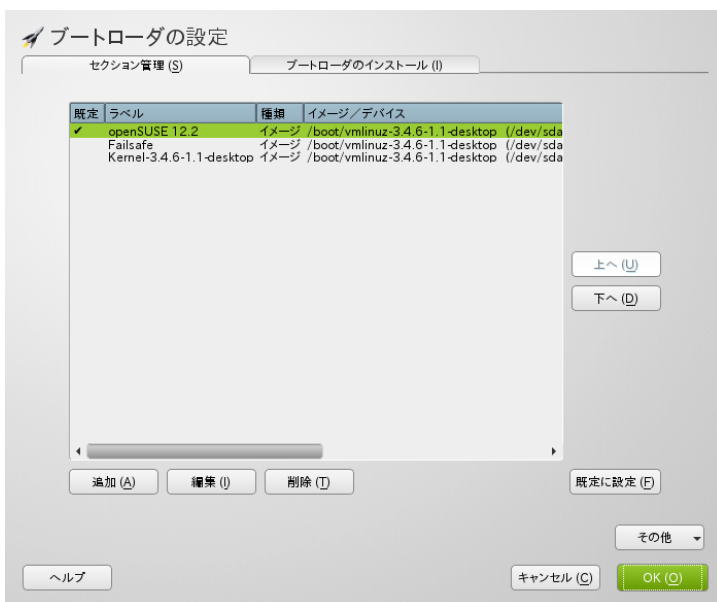 ブートローダの設定
セクション管理 (S) ブートローダのインストール (I)
既定 ラベル 種類 イメージ／デバイス
✔ openSUSE 12.2 イメージ /boot/vmlinuz-3.4.6-1.1-desktop (/dev/sda
Failsafe イメージ /boot/vmlinuz-3.4.6-1.1-desktop (/dev/sda
Kernel-3.4.6-1.1-desktop イメージ /boot/vmlinuz-3.4.6-1.1-desktop (/dev/sda
上へ (U)
下へ (D)
追加 (A) 編集 (I) 削除 (T) 既定に設定 (F)
その他
ヘルプ キャンセル (C) OK (O)